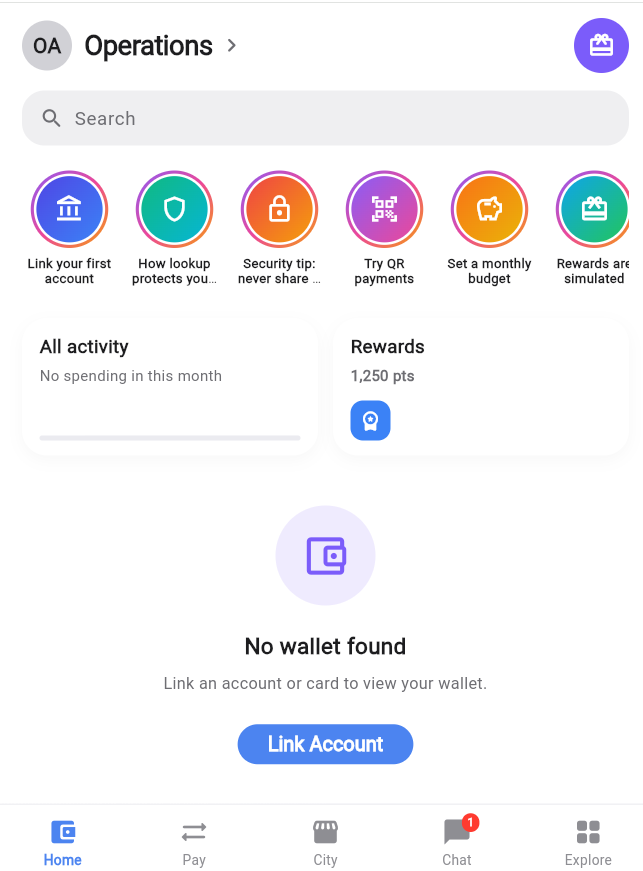 OA
Operations
Search
Link your first
account
How lookup
protects you…
Security tip:
never share ...
Try QR
payments
Set a monthly
budget
Rewards are
simulated
All activity
No spending in this month
Rewards
1,250 pts
No wallet found
Link an account or card to view your wallet.
Link Account
1
Home
Pay
City
Chat
Explore